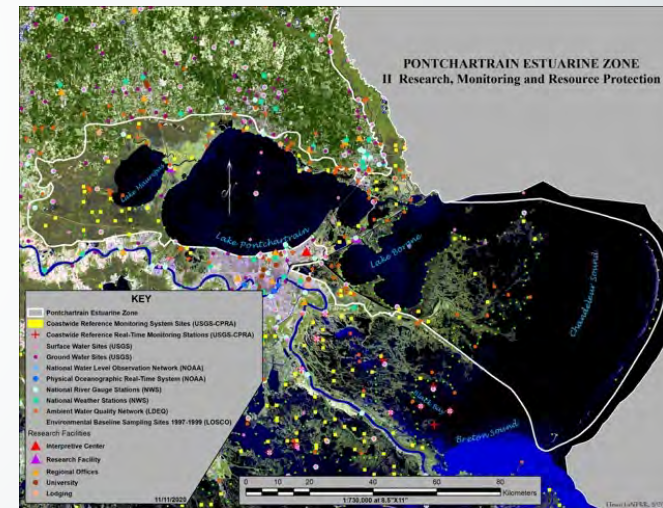 PONTCHARTRAIN ESTUARINE ZONE
II Research, Monitoring and Resource Protection
Lake Maurepas
Lake Pontchartrain
Lake Borgne
Chandeleur Sound
Breton Sound
KEY
Pontchartrain Estuarine Zone
Coastwide Reference Monitoring System Sites (USGS-CPRA)
Coastwide Reference Real-Time Monitoring Stations (USGS-CPRA)
Surface Water Sites (USGS)
Ground Water Sites (USGS)
National Water Level Observation Network (NOAA)
Physical Oceanographic Real-Time System (NOAA)
National River Gauge Stations (NWS)
National Weather Stations (NWS)
Ambient Water Quality Network (LDEQ)
Environmental Baseline Sampling Sites 1997-1999 (LOSCO)
Research Facilities
Interpretive Center
Research Facility
Regional Offices
University
Lodging
11/11/2020
0 10 20 40 60 80
Kilometers
1:730,000 at 8.5"X11"